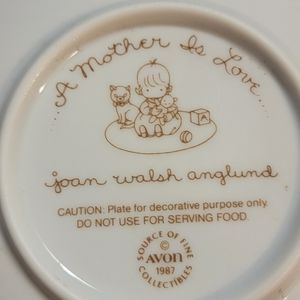 ...A Mother Is Love...
joan walsh anglund
CAUTION: Plate for decorative purpose only.
DO NOT USE FOR SERVING FOOD.
SOURCE OF FINE
©
AVON
1987
COLLECTIBLES